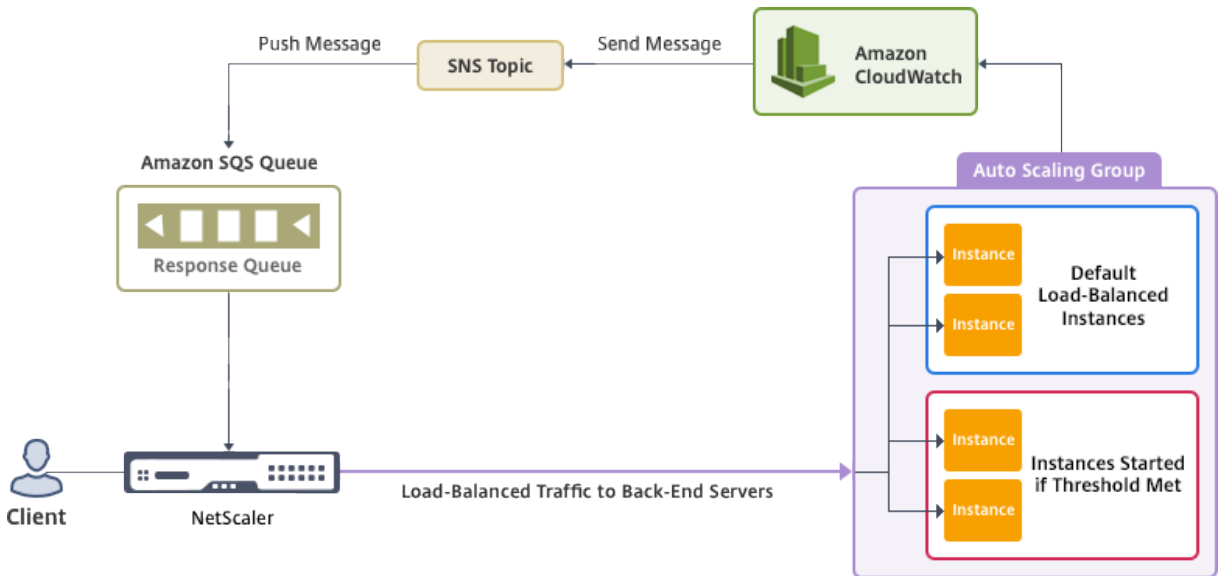 Push Message
SNS Topic
Send Message
Amazon
CloudWatch
Amazon SQS Queue
Response Queue
Auto Scaling Group
Instance
Instance
Default
Load-Balanced
Instances
Instance
Instance
Instances Started
if Threshold Met
Client
NetScaler
Load-Balanced Traffic to Back-End Servers